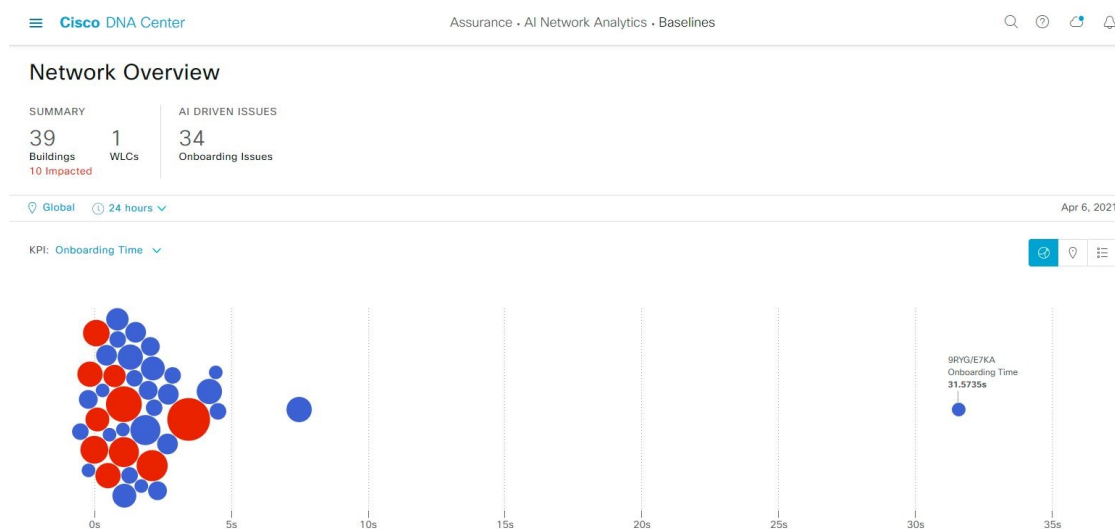 Cisco DNA Center
Assurance • AI Network Analytics • Baselines
Network Overview
SUMMARY
AI DRIVEN ISSUES
39
1
34
Buildings
WLCs
Onboarding Issues
10 Impacted
Global
24 hours
Apr 6, 2021
KPI: Onboarding Time
9RYG/E7KA
Onboarding Time
31.5735s
0s 5s 10s 15s 20s 25s 30s 35s